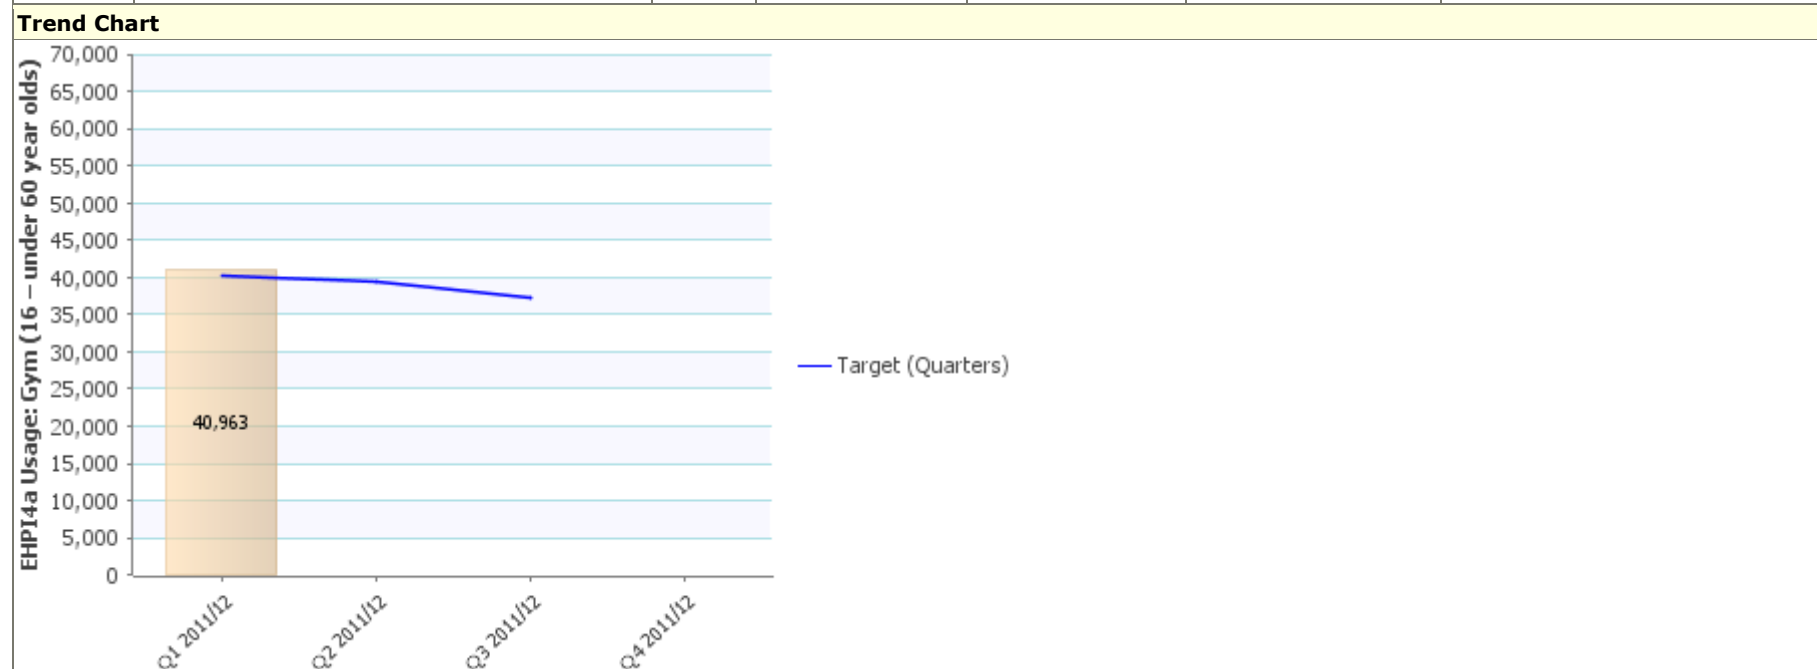 Trend Chart
EHPI4a Usage: Gym (16 – under 60 year olds)
70,000
65,000
60,000
55,000
50,000
45,000
40,000
35,000
30,000
25,000
20,000
15,000
10,000
5,000
0
40,963
Q1 2011/12
Q2 2011/12
Q3 2011/12
Q4 2011/12
Target (Quarters)